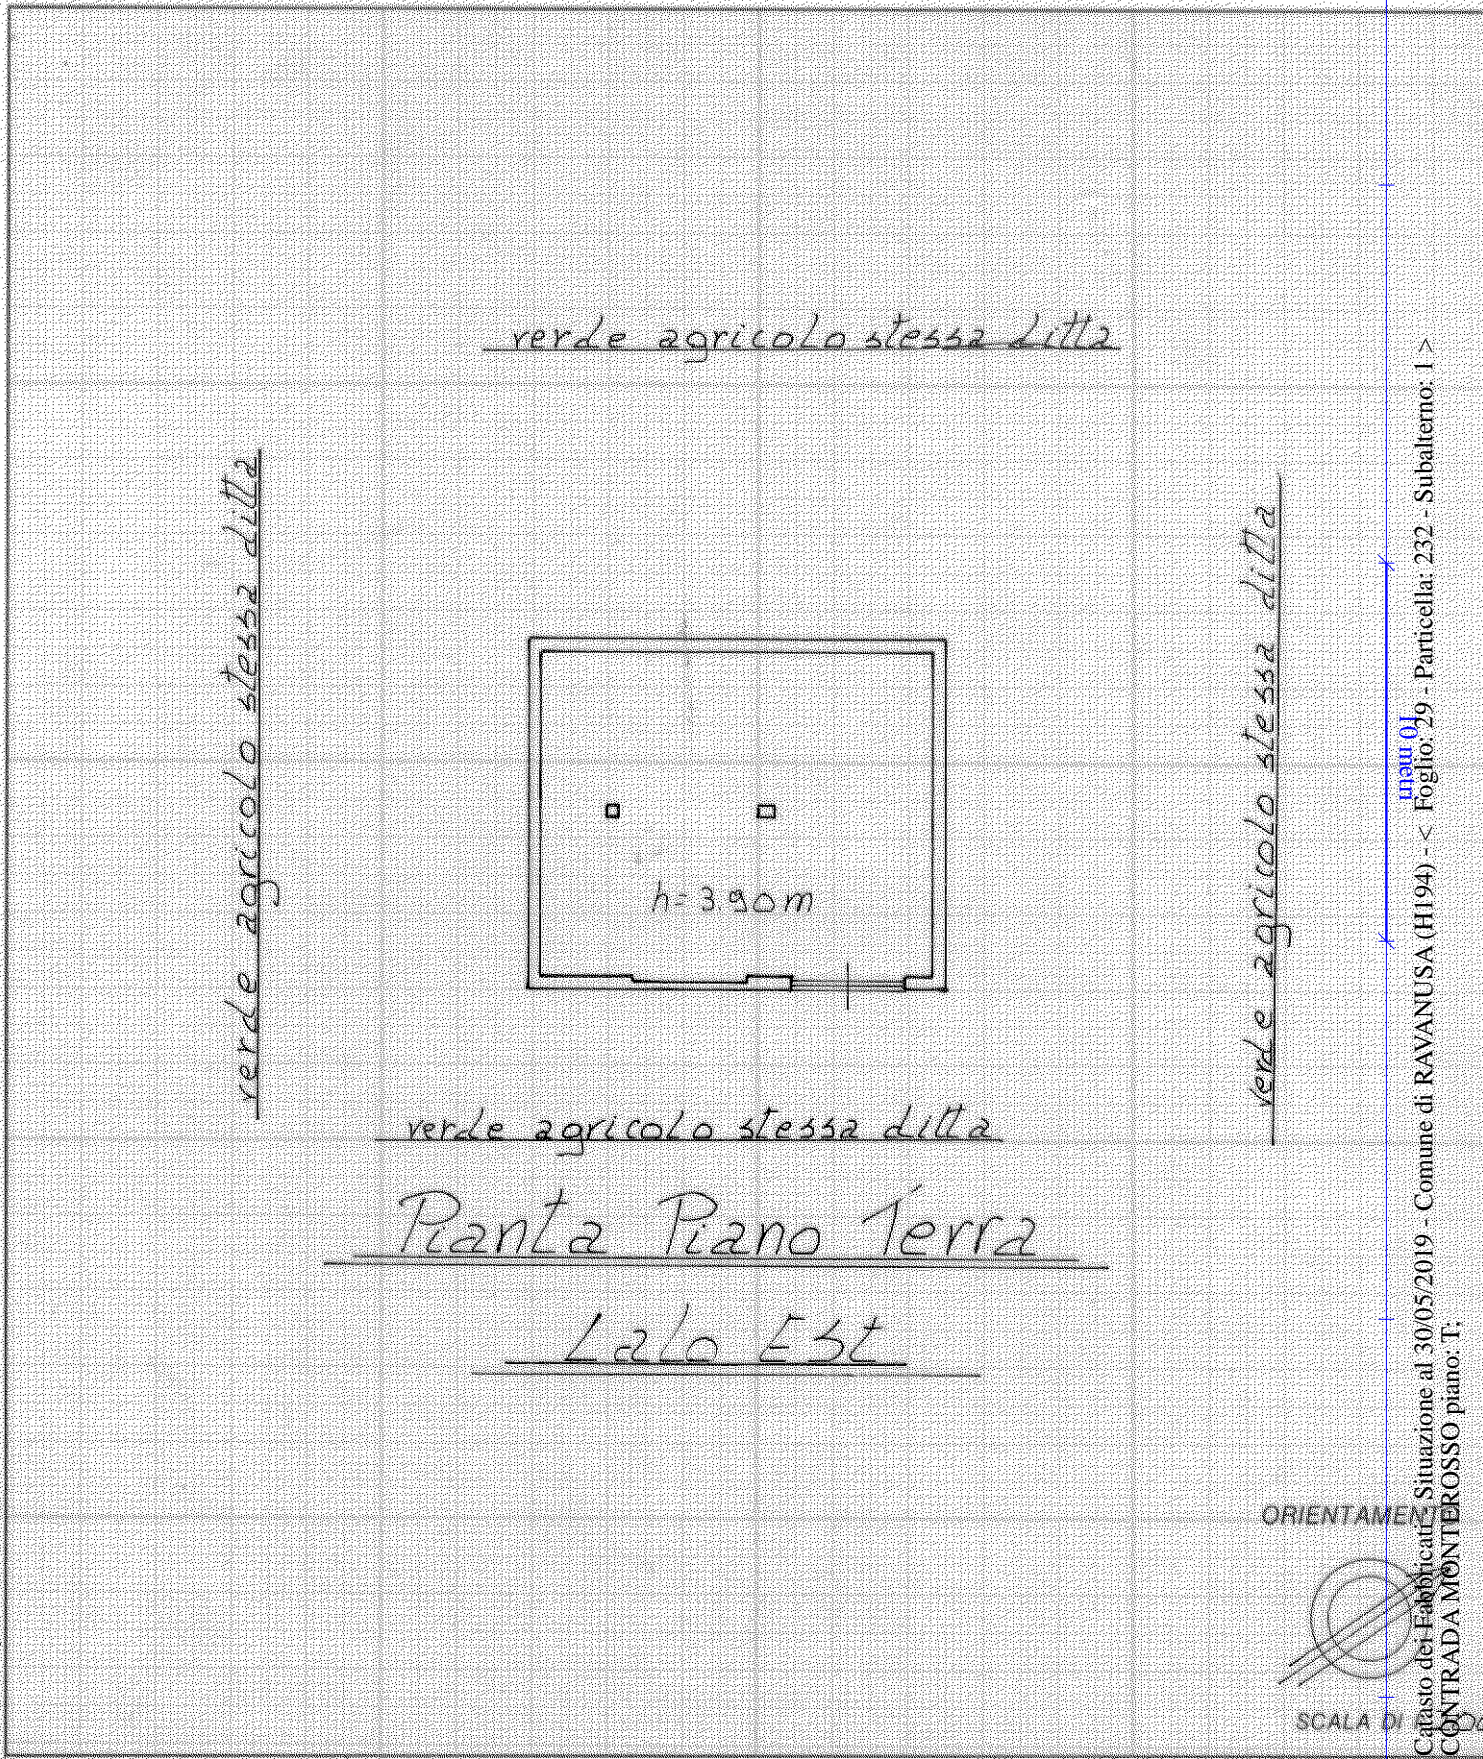 verde agricolo stessa ditta
verde agricolo stessa ditta
verde agricolo stessa ditta
h=3.90m
verde agricolo stessa ditta
Pianta Piano Terra
Lato Est
10 metri
Catasto dei Fabbricati - Situazione al 30/05/2019 - Comune di RAVANUSA (H194) - < Foglio: 29 - Particella: 232 - Subalterno: 1 >
CONTRADA MONTEROSSO piano: T;
ORIENTAMENTO
SCALA DI